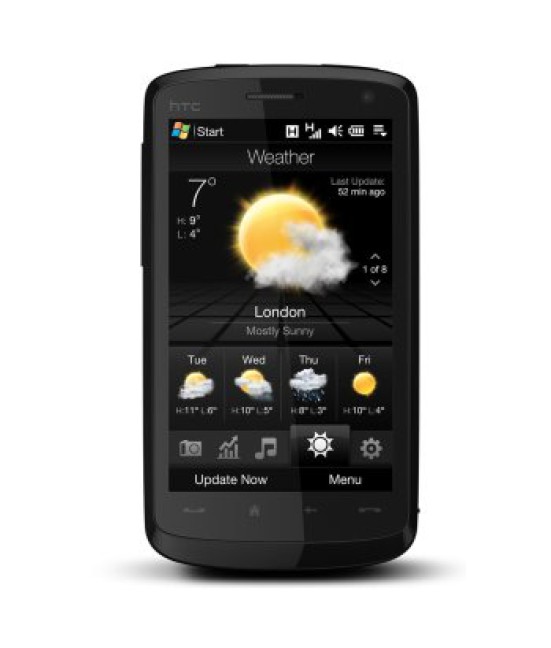 hTC
Start
H H
Weather
7°
Last Update:
52 min ago
H: 9°
L: 4°
1 of 8
London
Mostly Sunny
Tue Wed Thu Fri
H:11° L:6° H:10° L:5° H:8° L:3° H:10° L:4°
Update Now Menu